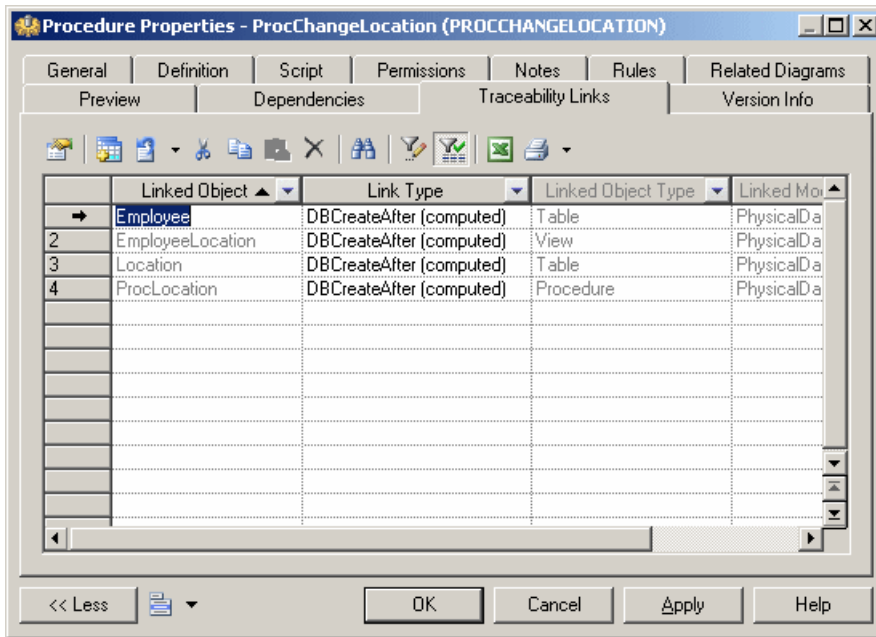 Procedure Properties - ProcChangeLocation (PROCCHANGELOCATION)
General Definition Script Permissions Notes Rules Related Diagrams
Preview Dependencies Traceability Links Version Info
Linked Object Link Type Linked Object Type Linked Mo
Employee DBCreateAfter (computed) Table PhysicalDa
2 EmployeeLocation DBCreateAfter (computed) View PhysicalDa
3 Location DBCreateAfter (computed) Table PhysicalDa
4 ProcLocation DBCreateAfter (computed) Procedure PhysicalDa
<< Less OK Cancel Apply Help